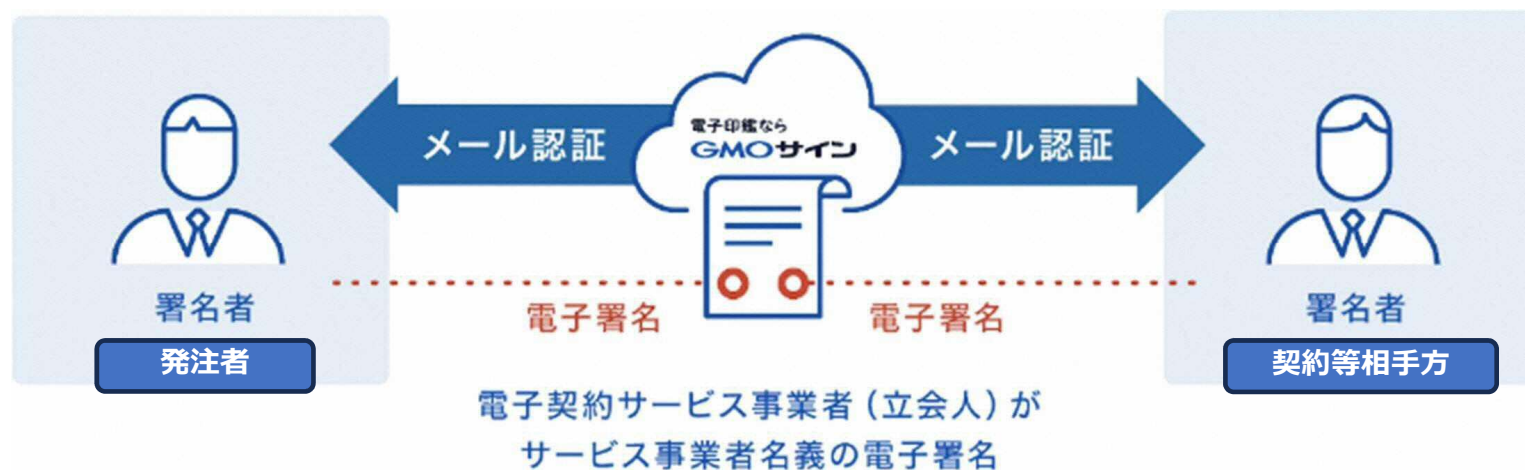 電子印鑑なら
GMOサイン
メール認証
メール認証
電子署名
電子署名
署名者
発注者
署名者
契約等相手方
電子契約サービス事業者（立会人）が
サービス事業者名義の電子署名